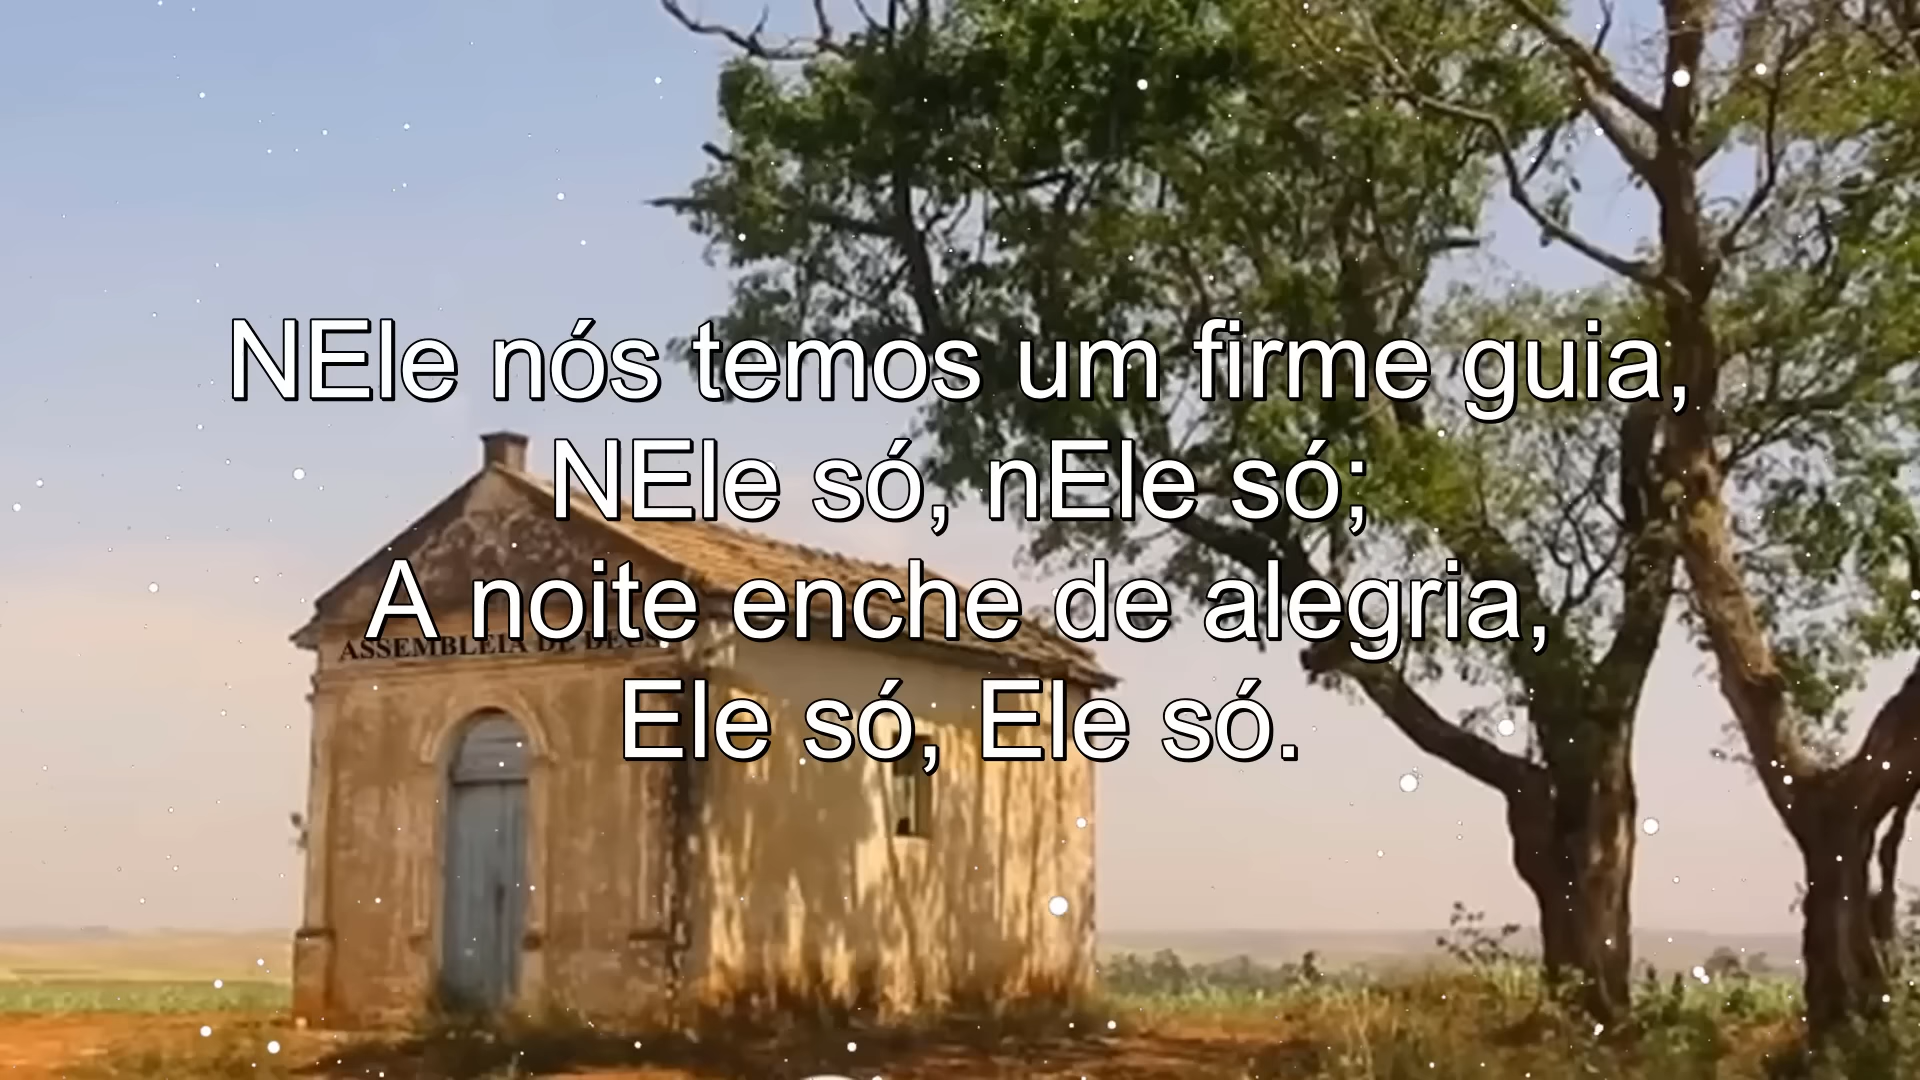 NEle nós temos um firme guia,
NEle só, nEle só;
A noite enche de alegria,
ASSEMBLEIA DE DEUS
Ele só, Ele só.